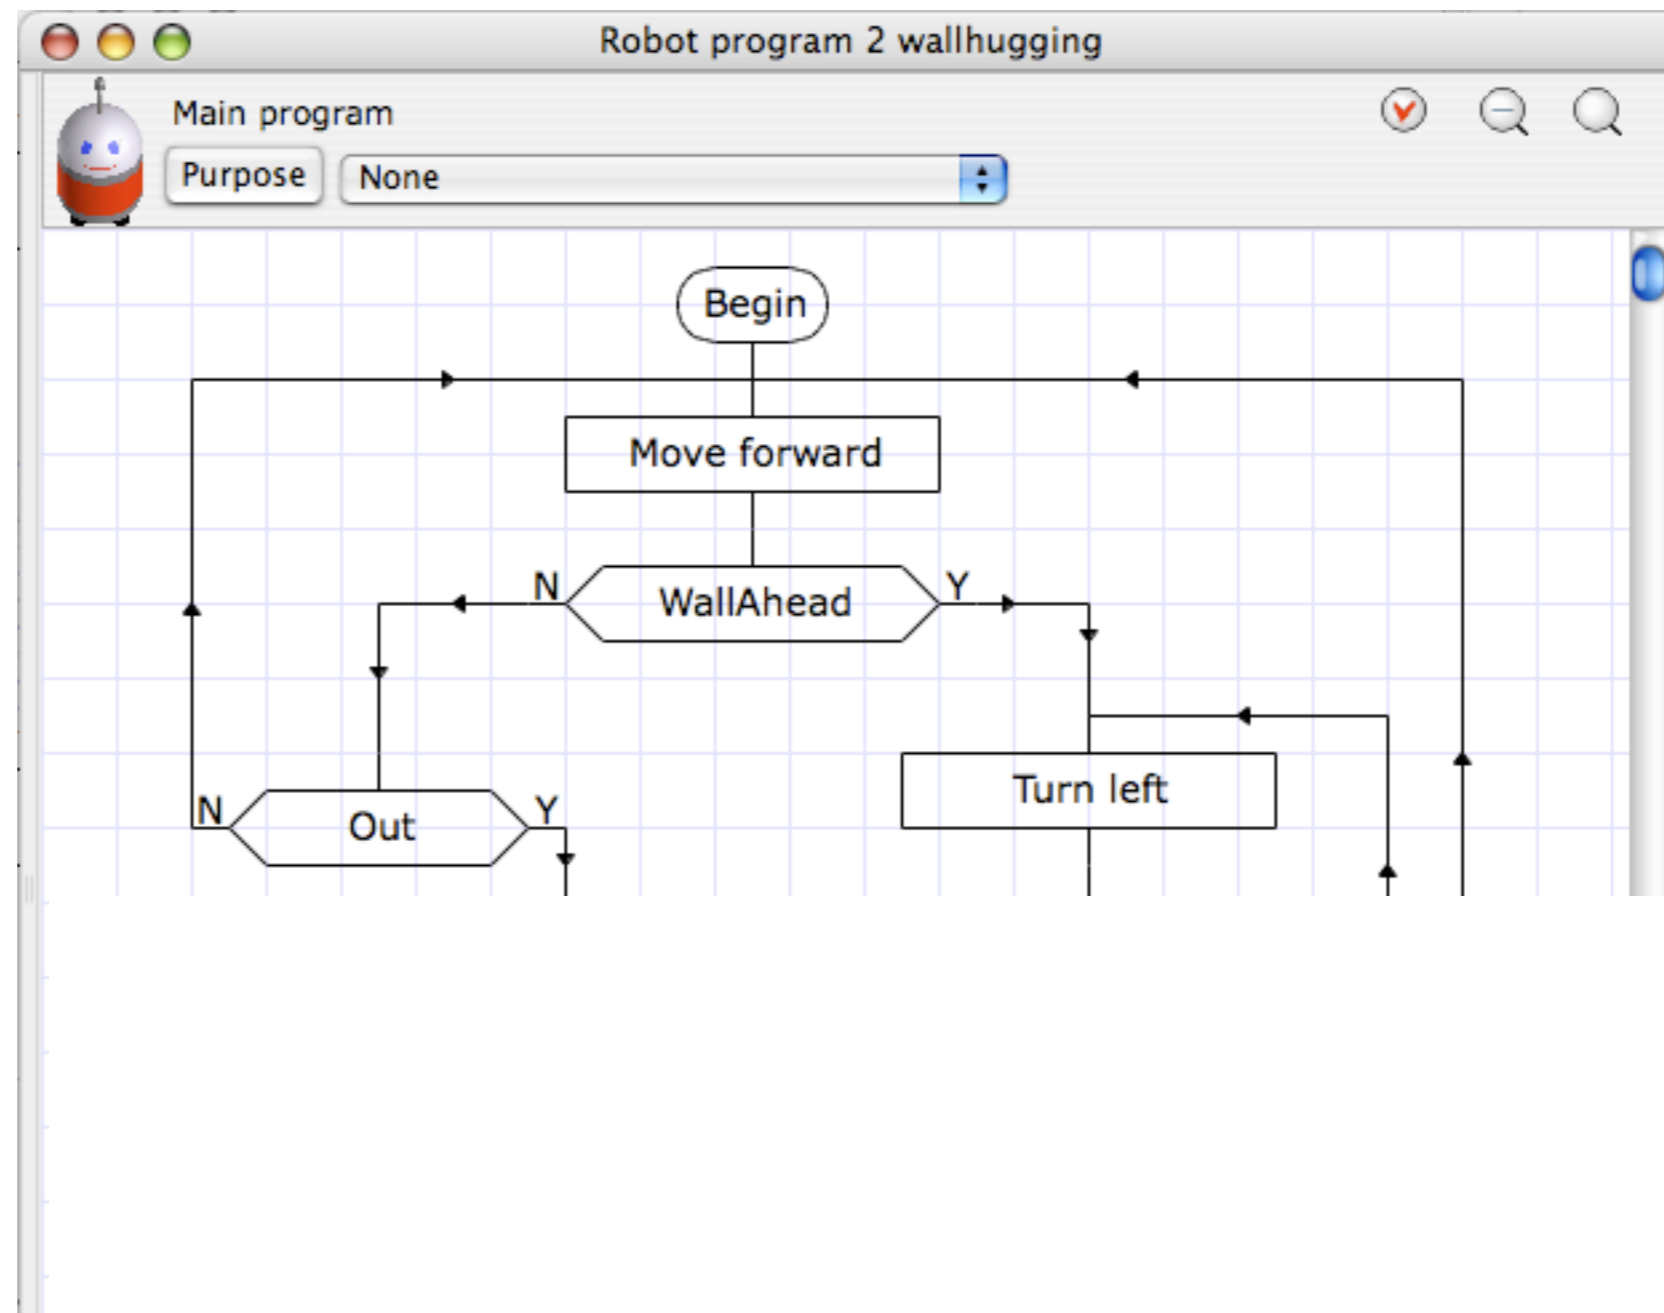 Robot program 2 wallhugging
Main program
Purpose
None
Begin
Move forward
N
WallAhead
Y
Turn left
N
Out
Y